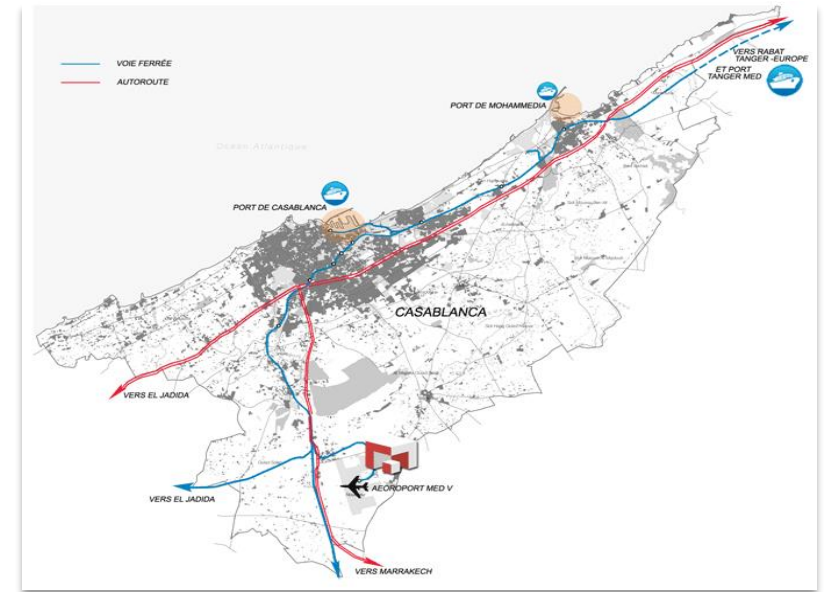 VOIE FERRÉE
AUTOROUTE
VERS RABAT
TANGER -EUROPE
ET PORT
TANGER MED
PORT DE MOHAMMEDIA
Océan Atlantique
PORT DE CASABLANCA
CASABLANCA
VERS EL JADIDA
AEOROPORT MED V
VERS EL JADIDA
VERS MARRAKECH